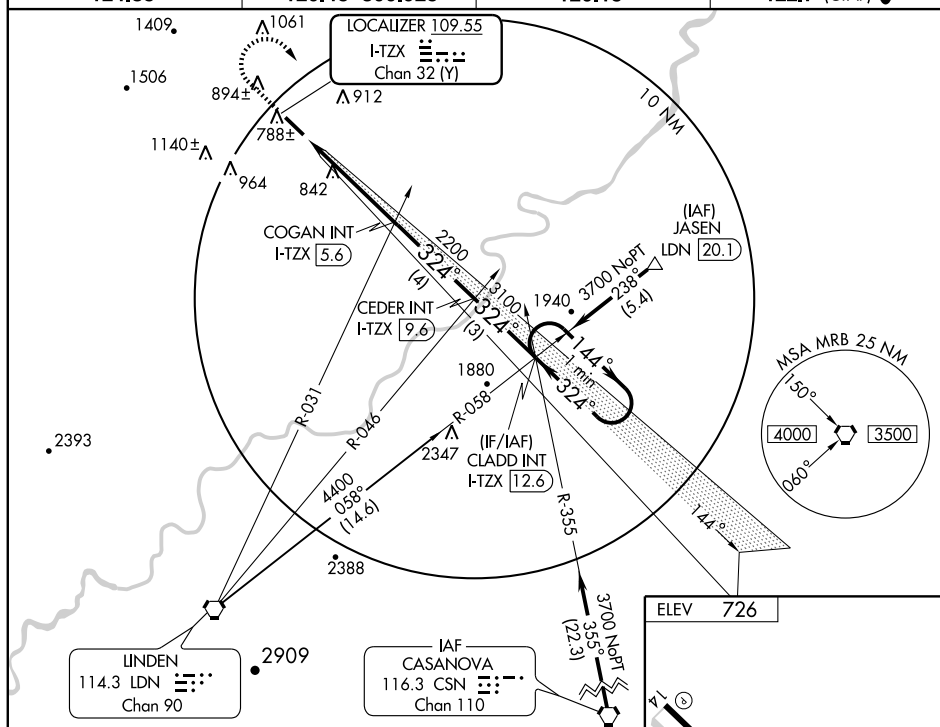 1409
1061
LOCALIZER 109.55
I-TZX
Chan 32 (Y)
1506
894±
912
10 NM
788±
1140±
964
842
COGAN INT
I-TZX 5.6
2200
324°
(4)
(IAF)
JASEN
LDN 20.1
3700 NoPT
238°
(5.4)
CEDER INT
I-TZX 9.6
3100
324°
(3)
1940
144°
1 min
324°
MSA MRB 25 NM
150°
4000
3500
060°
1880
R-031
R-046
R-058
2347
(IF/IAF)
CLADD INT
I-TZX 12.6
2393
4400
058°
(14.6)
R-355
144°
2388
3700 NoPT
355°
(22.3)
ELEV 726
LINDEN
114.3 LDN
Chan 90
2909
IAF
CASANOVA
116.3 CSN
Chan 110
14
P